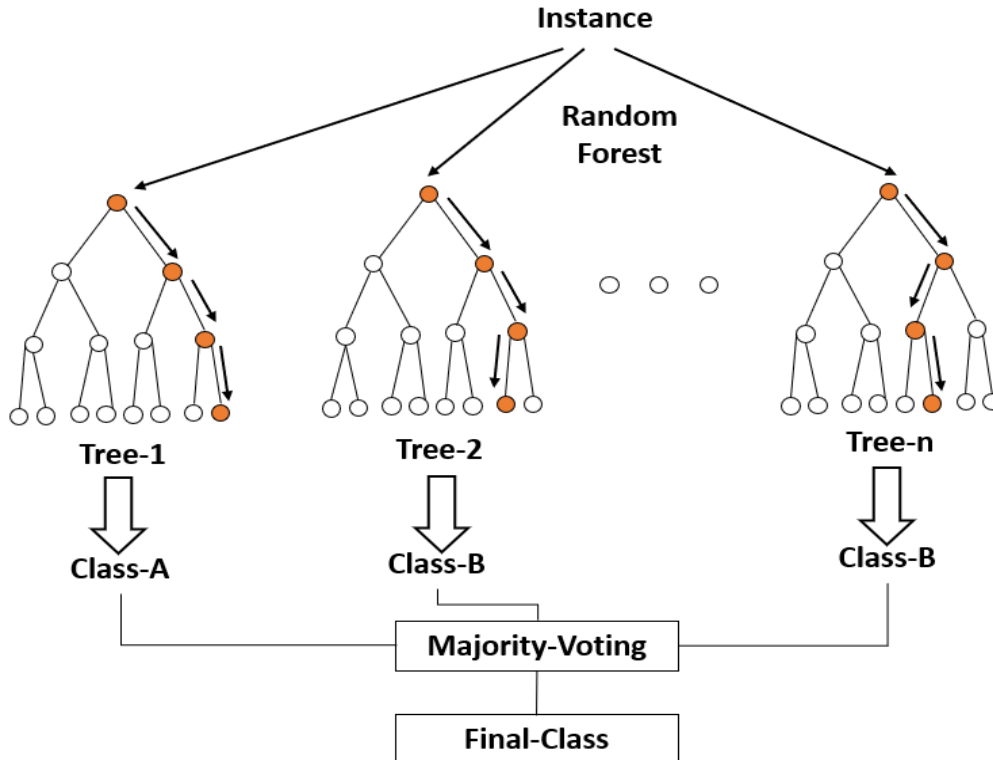 Instance
Random
Forest
Tree-1
Tree-2
Tree-n
Class-A
Class-B
Class-B
Majority-Voting
Final-Class